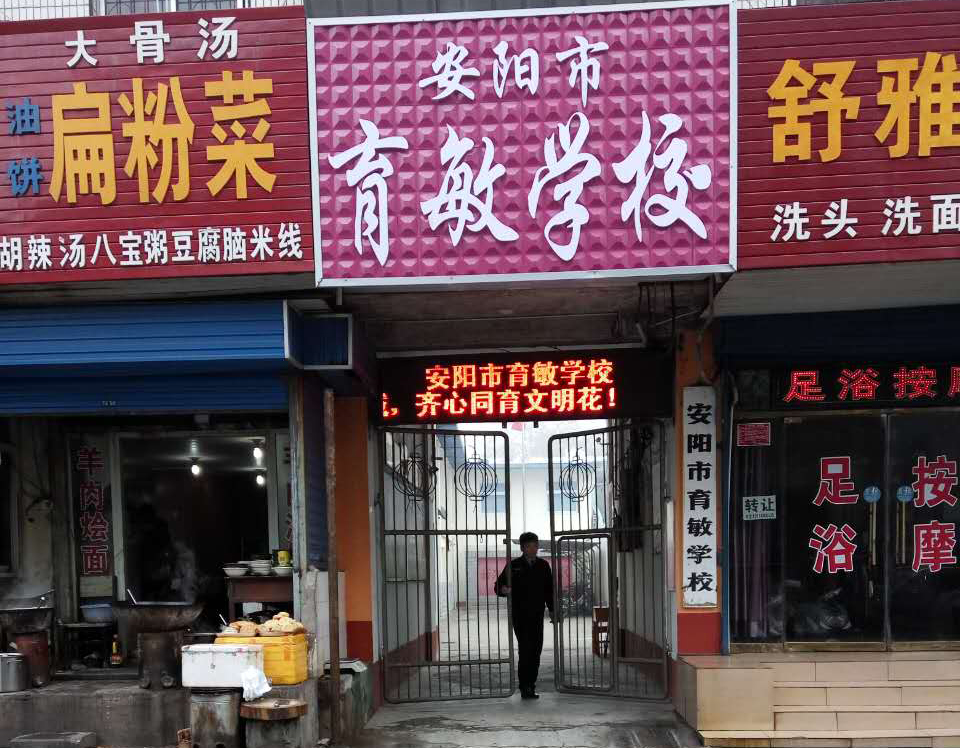 大骨汤
油饼
扁粉菜
胡辣汤八宝粥豆腐脑米线
安阳市
育敏学校
舒雅
洗头 洗面
安阳市育敏学校
，齐心同育文明花！
安阳市育敏学校
足浴按摩
羊肉烩面
转让
足浴
按摩